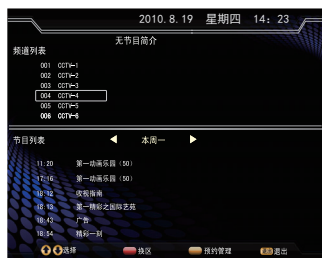 2010.8.19 星期四 14：23
无节目简介
频道列表
001 CCTV-1
002 CCTV-2
003 CCTV-3
004 CCTV-4
005 CCTV-5
006 CCTV-6
节目列表 本周一
11:20 第一动画乐园（50）
17:16 第一动画乐园（50）
18:12 收视指南
18:13 第一精彩之国际艺苑
18:43 广告
18:54 精彩一刻
选择 换区 预约管理 退出 退出